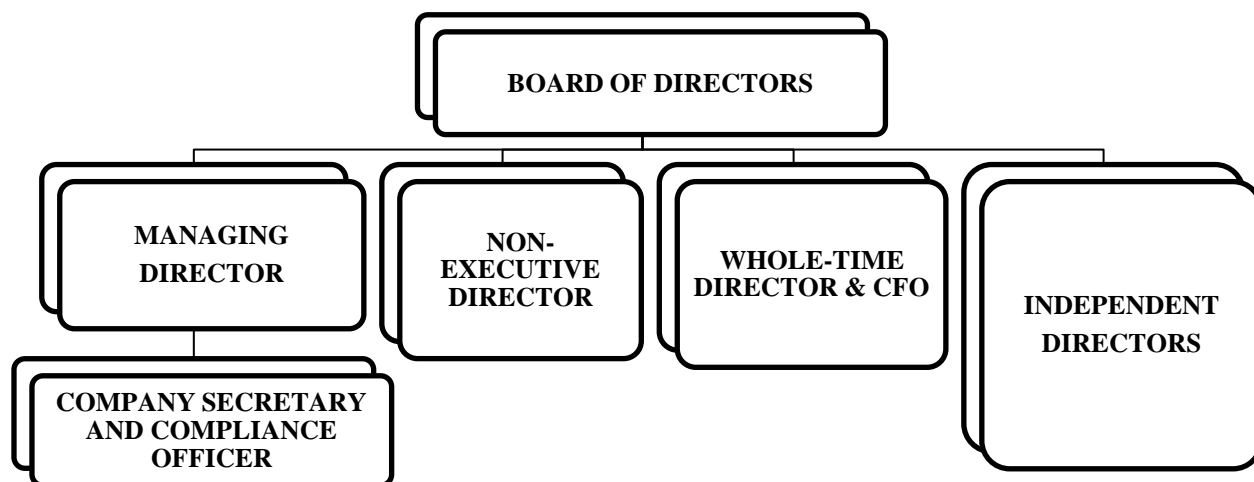 BOARD OF DIRECTORS
MANAGING
DIRECTOR
NON-
EXECUTIVE
DIRECTOR
WHOLE-TIME
DIRECTOR & CFO
INDEPENDENT
DIRECTORS
COMPANY SECRETARY
AND COMPLIANCE
OFFICER